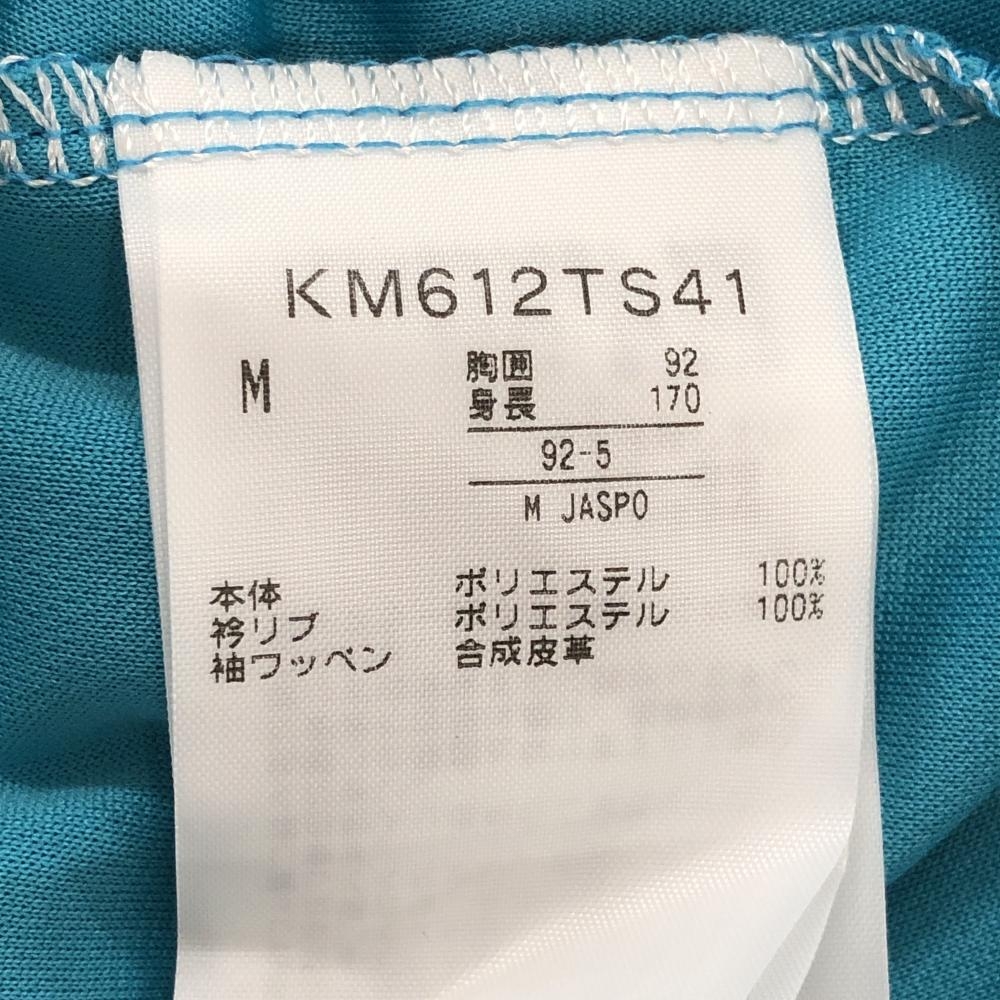 KM612TS41
M 胸囲 92
身長 170
92-5
M JASPO
本体 ポリエステル 100%
衿リブ ポリエステル 100%
袖ワッペン 合成皮革